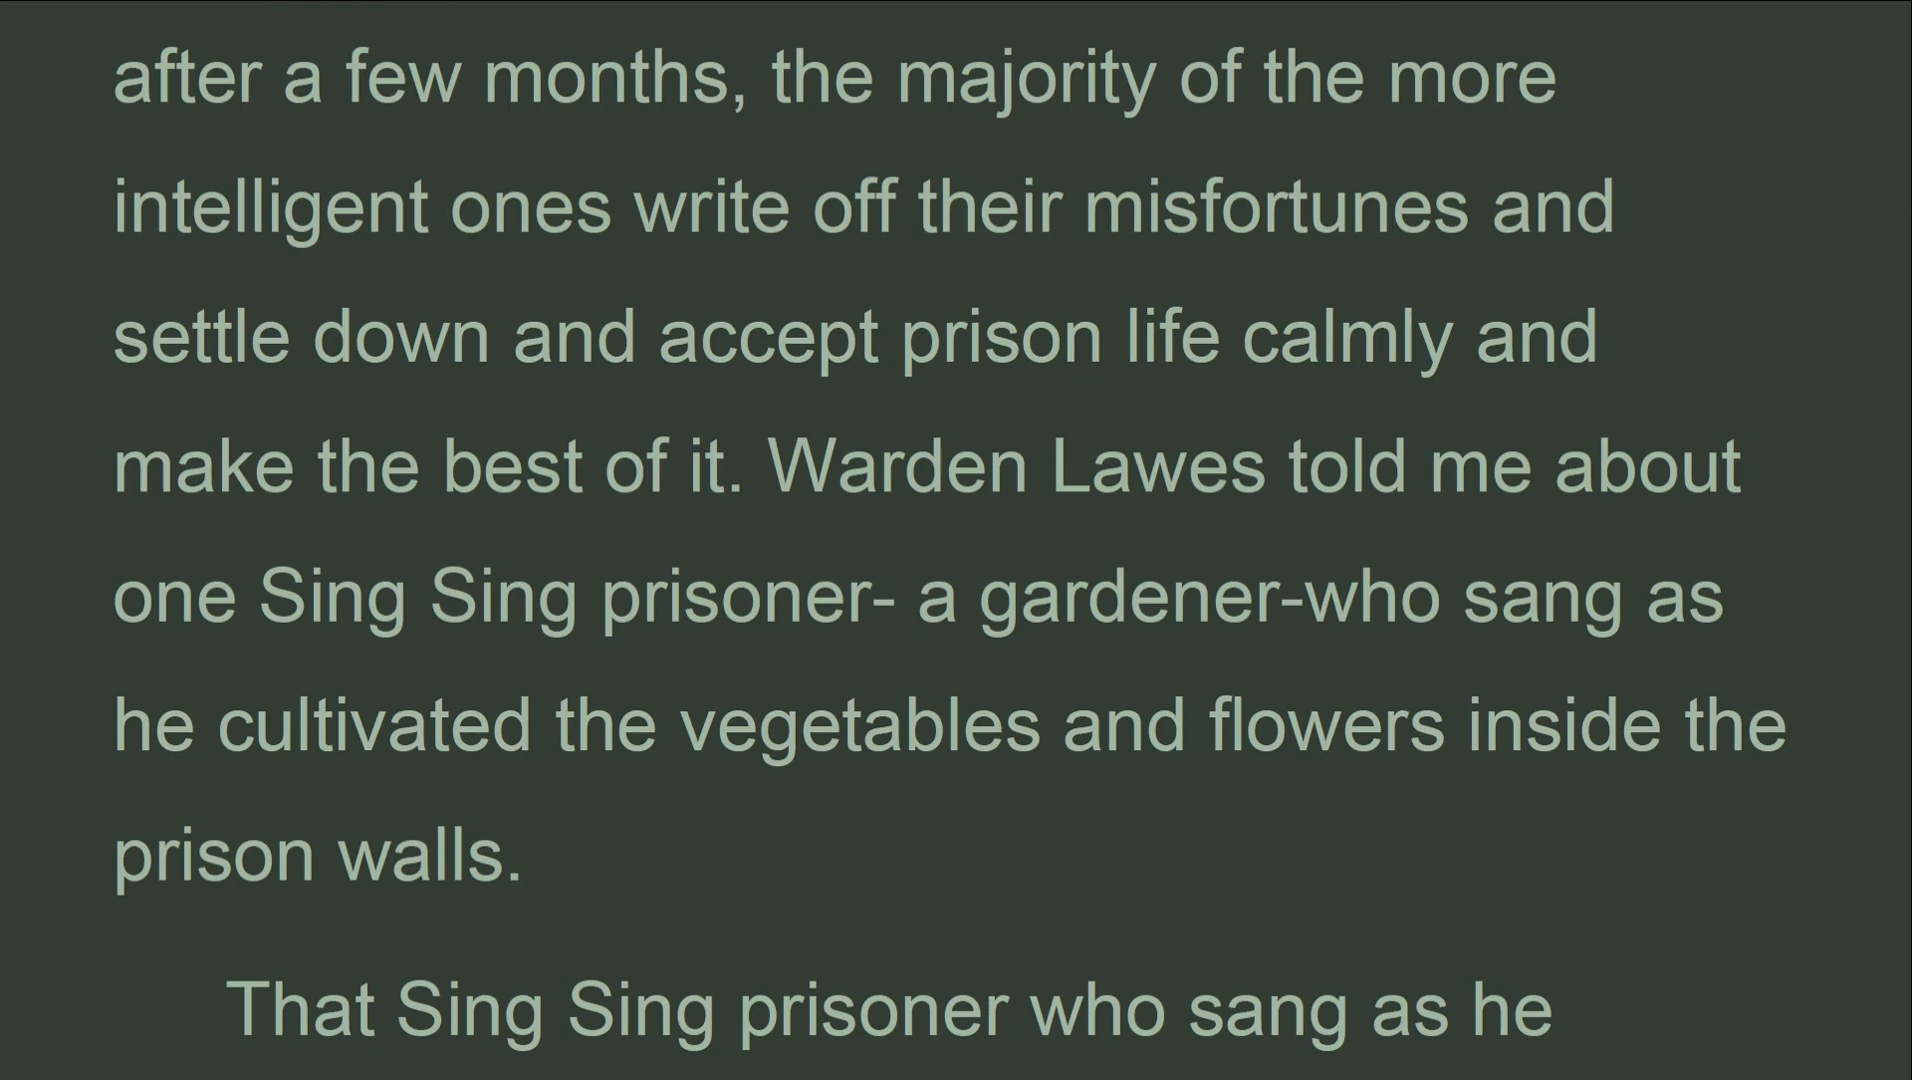 after a few months, the majority of the more
intelligent ones write off their misfortunes and
settle down and accept prison life calmly and
make the best of it. Warden Lawes told me about
one Sing Sing prisoner- a gardener-who sang as
he cultivated the vegetables and flowers inside the
prison walls.
That Sing Sing prisoner who sang as he